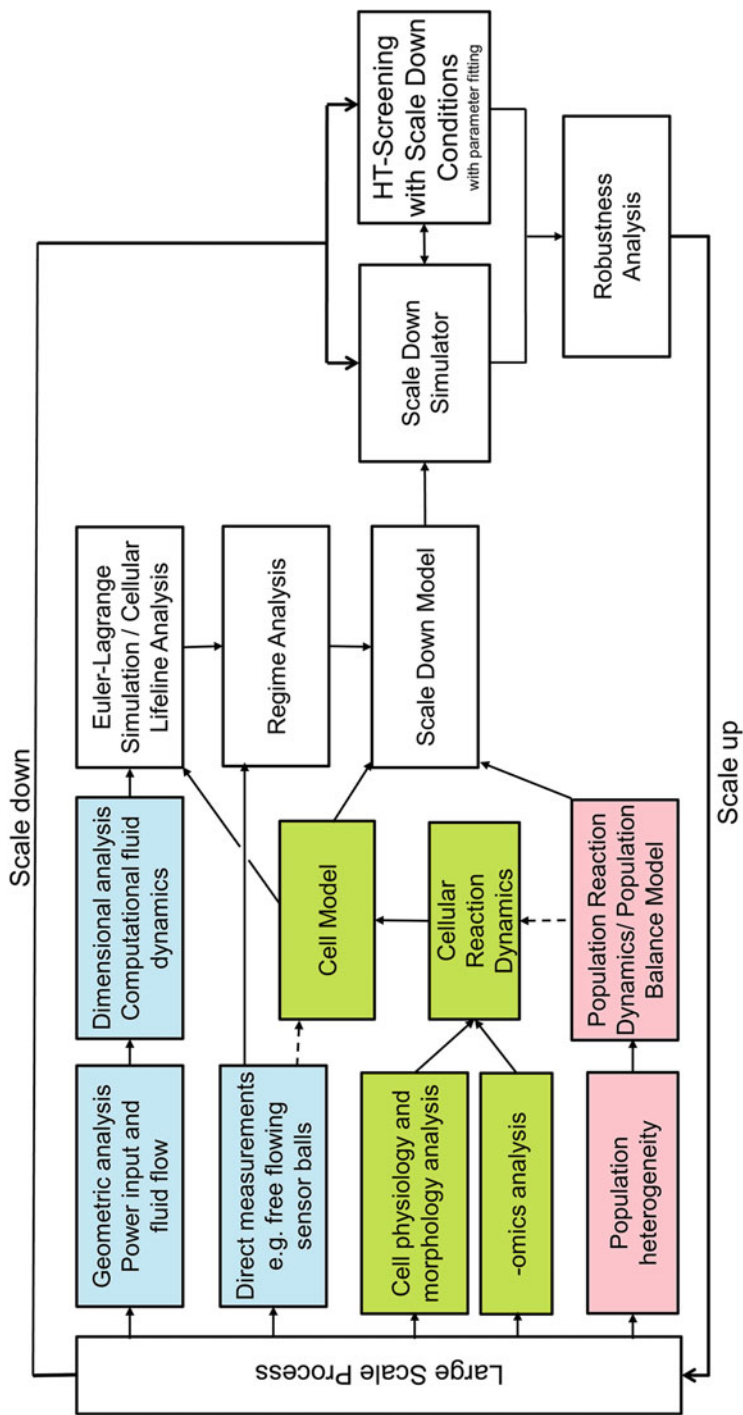 Scale down
Large Scale Process
Geometric analysis
Power input and
fluid flow
Dimensional analysis
Computational fluid
dynamics
Euler-Lagrange
Simulation / Cellular
Lifeline Analysis
Direct measurements
e.g. free flowing
sensor balls
Regime Analysis
Cell Model
Scale Down Model
Scale Down
Simulator
HT-Screening
with Scale Down
Conditions
with parameter fitting
Cell physiology and
morphology analysis
-omics analysis
Cellular
Reaction
Dynamics
Population
heterogeneity
Population Reaction
Dynamics/ Population
Balance Model
Robustness
Analysis
Scale up